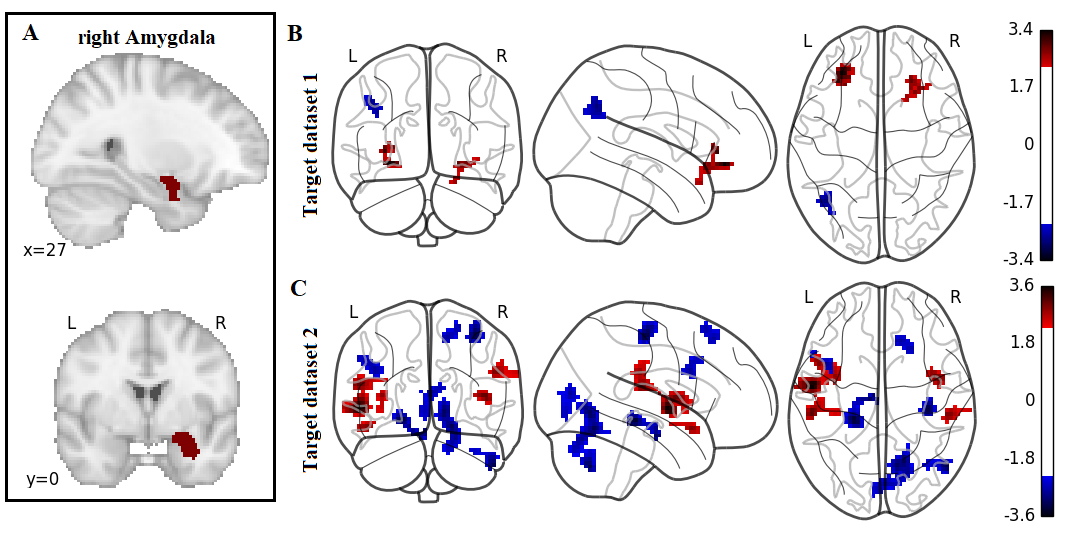 A
right Amygdala
x=27
L R
y=0
B
Target dataset 1
L R
L R
3.4
1.7
0
-1.7
-3.4
C
Target dataset 2
L R
L R
3.6
1.8
0
-1.8
-3.6